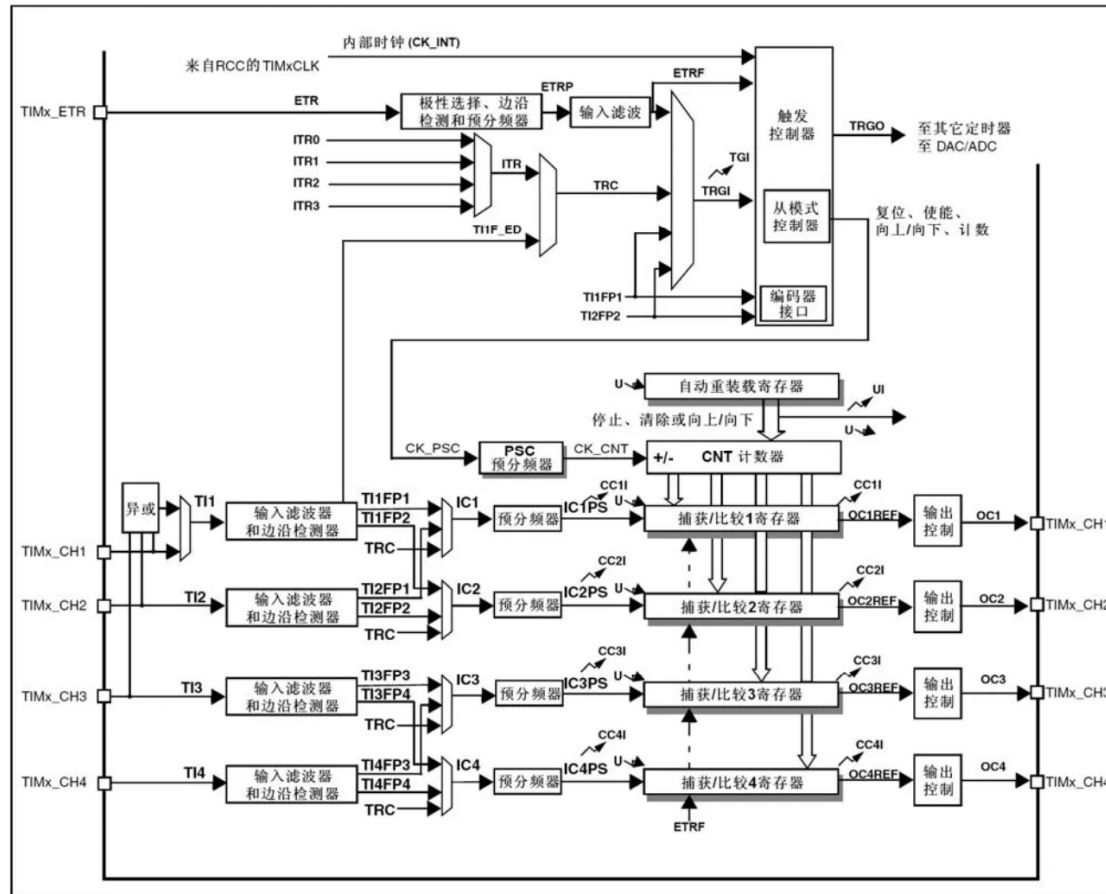 内部时钟 (CK_INT)
来自RCC的TIMxCLK
ETRF
TIMx_ETR
ETR
极性选择、边沿
检测和预分频器
ETRP
输入滤波
触发
控制器
TRGO
至其它定时器
至 DAC/ADC
ITR0
ITR1
ITR2
ITR3
ITR
TRC
TGI
TRGI
从模式
控制器
复位、使能、
向上/向下、计数
TI1F_ED
TI1FP1
TI2FP2
编码器
接口
U
自动重装载寄存器
UI
U
停止、清除或向上/向下
CK_PSC
PSC
预分频器
CK_CNT
+/-
CNT 计数器
异或
TI1
输入滤波器
和边沿检测器
TI1FP1
TI1FP2
TRC
IC1
预分频器
CC1I
IC1PS
U
捕获/比较1寄存器
CC1I
OC1REF
输出
控制
OC1
TIMx_CH1
TIMx_CH1
TIMx_CH2
TI2
输入滤波器
和边沿检测器
TI2FP1
TI2FP2
TRC
IC2
预分频器
CC2I
IC2PS
U
捕获/比较2寄存器
CC2I
OC2REF
输出
控制
OC2
TIMx_CH2
TIMx_CH3
TI3
输入滤波器
和边沿检测器
TI3FP3
TI3FP4
TRC
IC3
预分频器
CC3I
IC3PS
U
捕获/比较3寄存器
CC3I
OC3REF
输出
控制
OC3
TIMx_CH3
TIMx_CH4
TI4
输入滤波器
和边沿检测器
TI4FP3
TI4FP4
TRC
IC4
预分频器
CC4I
IC4PS
U
捕获/比较4寄存器
CC4I
OC4REF
输出
控制
OC4
TIMx_CH4
ETRF